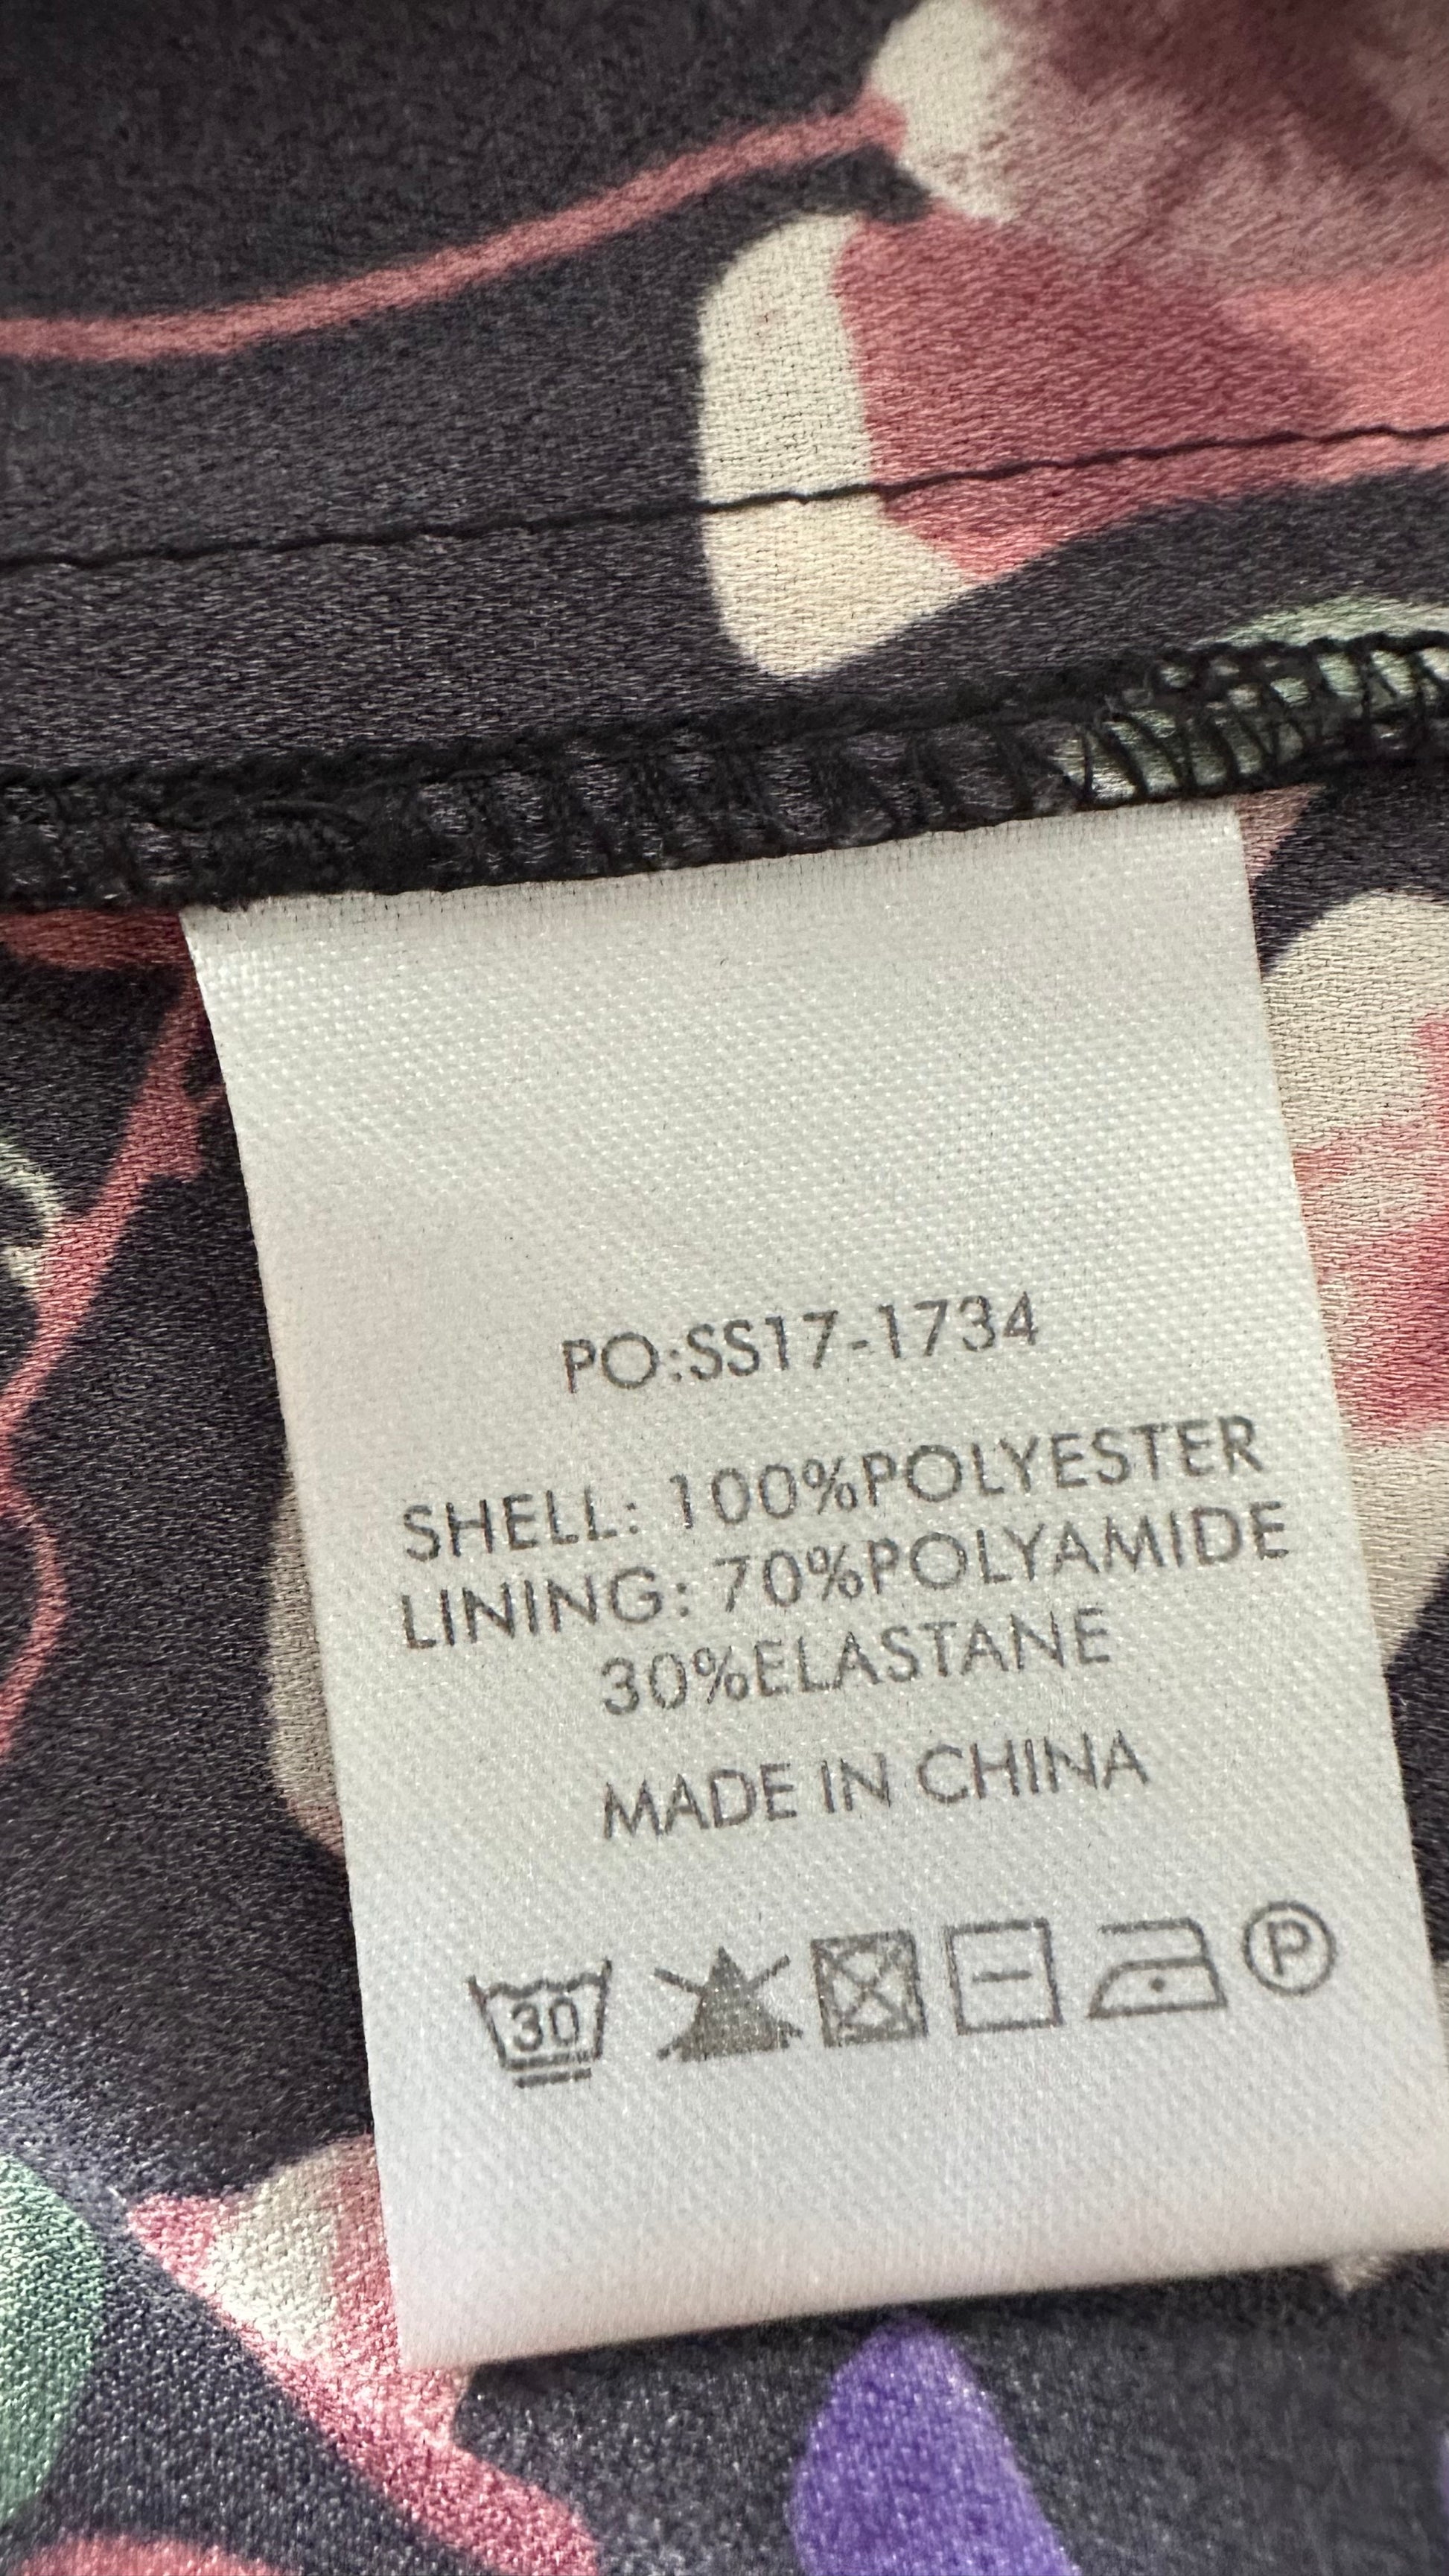 PO:SS17-1734
SHELL: 100%POLYESTER
LINING: 70%POLYAMIDE
30%ELASTANE
MADE IN CHINA
30 P